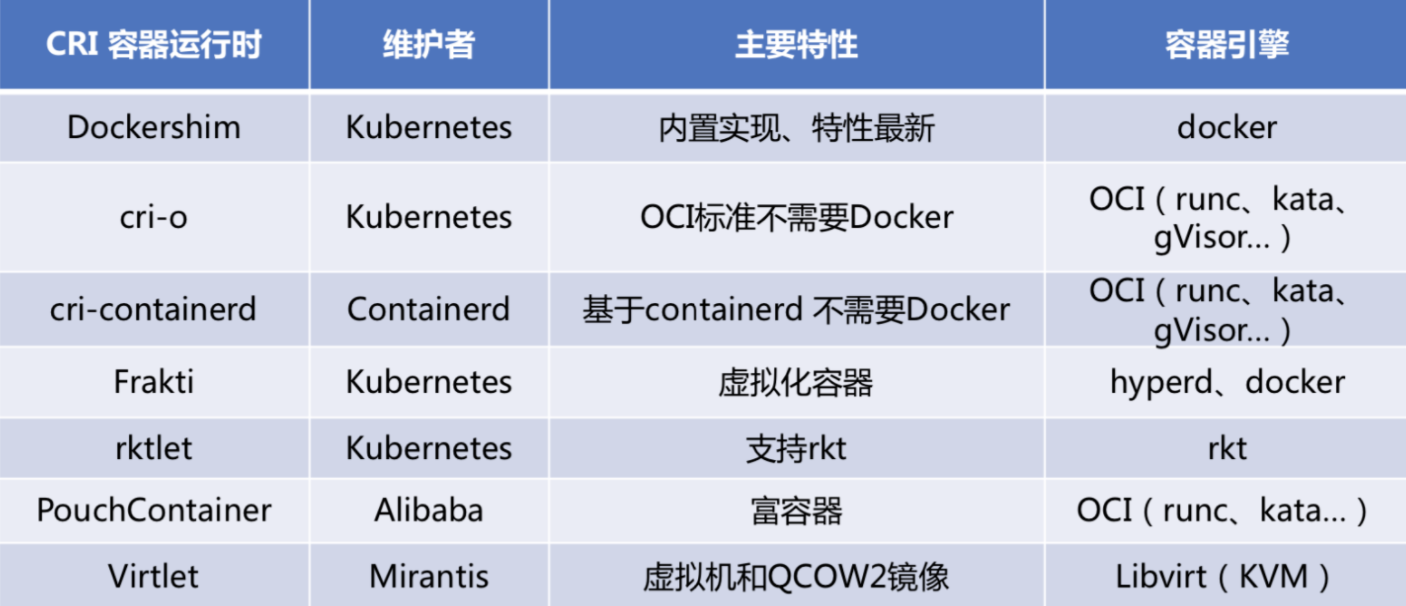 CRI 容器运行时 维护者 主要特性 容器引擎
Dockershim Kubernetes 内置实现、特性最新 docker
cri-o Kubernetes OCI标准不需要Docker OCI（runc、kata、
gVisor...）
cri-containerd Containerd 基于containerd 不需要Docker OCI（runc、kata、
gVisor...）
Frakti Kubernetes 虚拟化容器 hyperd、docker
rktlet Kubernetes 支持rkt rkt
PouchContainer Alibaba 富容器 OCI（runc、kata...）
Virtlet Mirantis 虚拟机和QCOW2镜像 Libvirt（KVM）